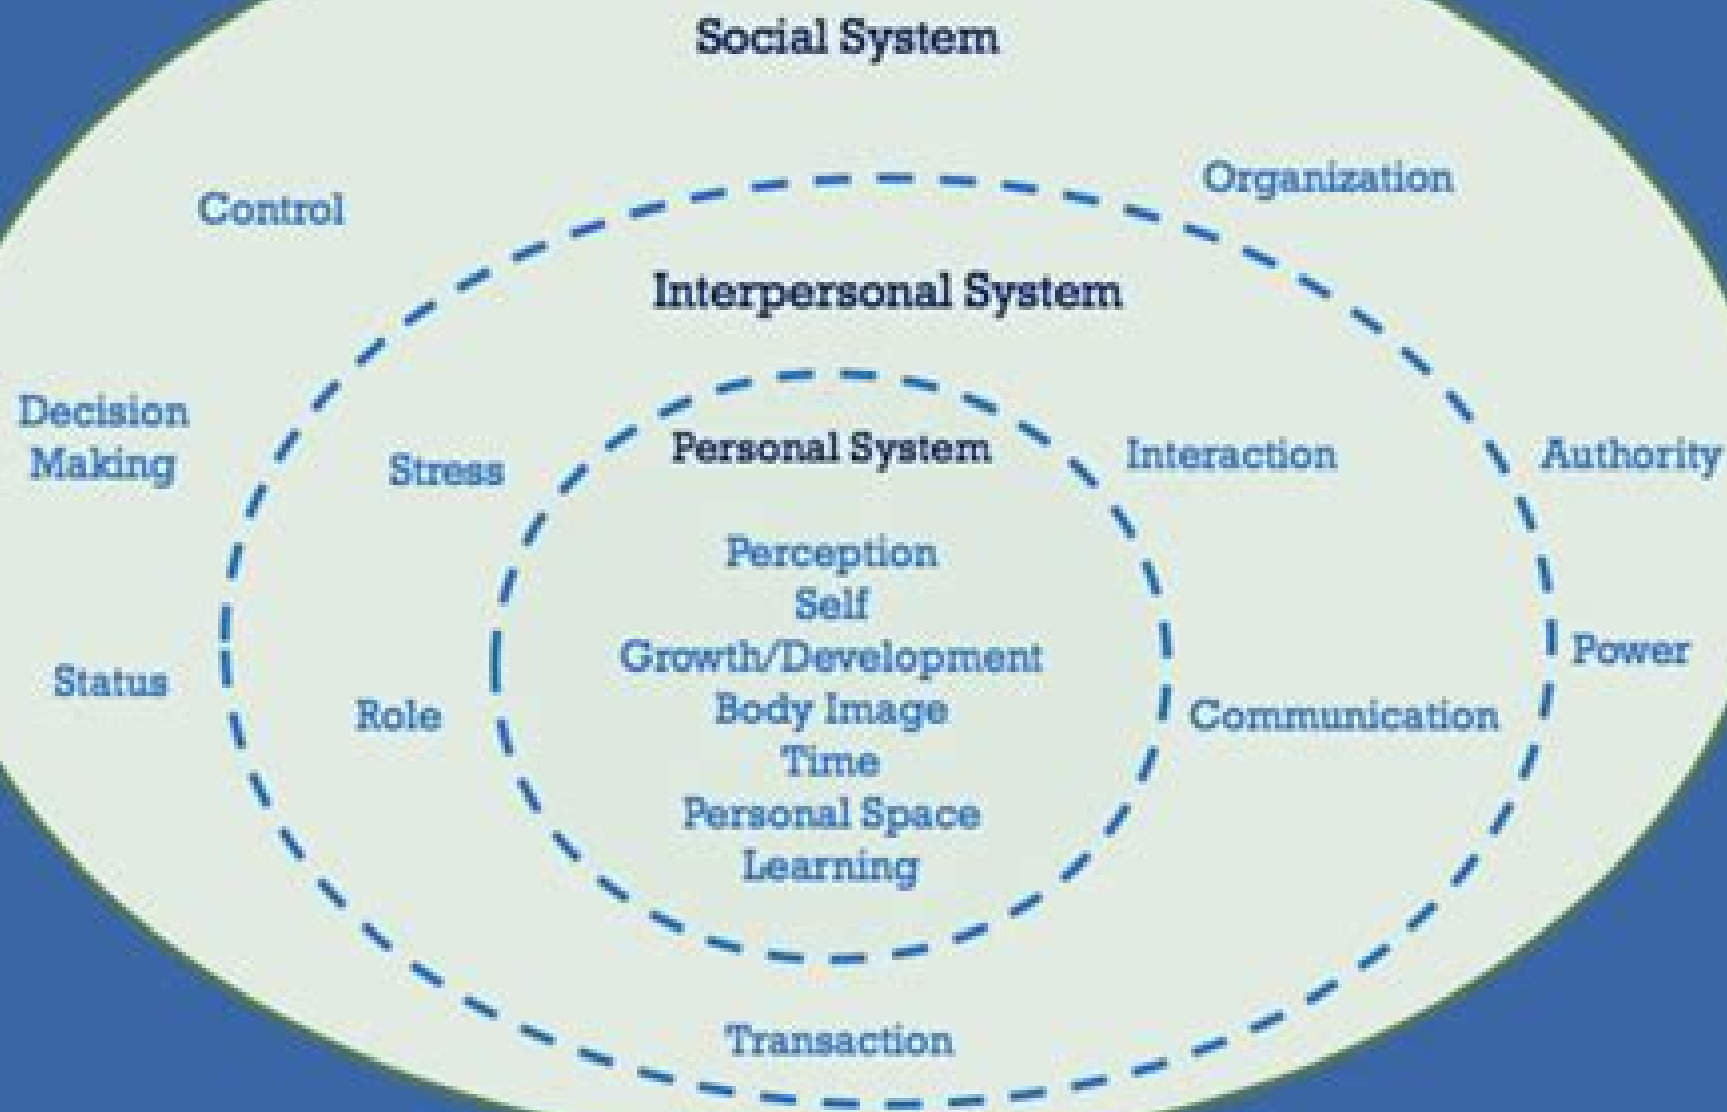 Social System
Control
Organization
Interpersonal System
Decision
Making
Stress
Personal System
Interaction
Authority
Perception
Self
Growth/Development
Body Image
Time
Personal Space
Learning
Status
Role
Communication
Power
Transaction